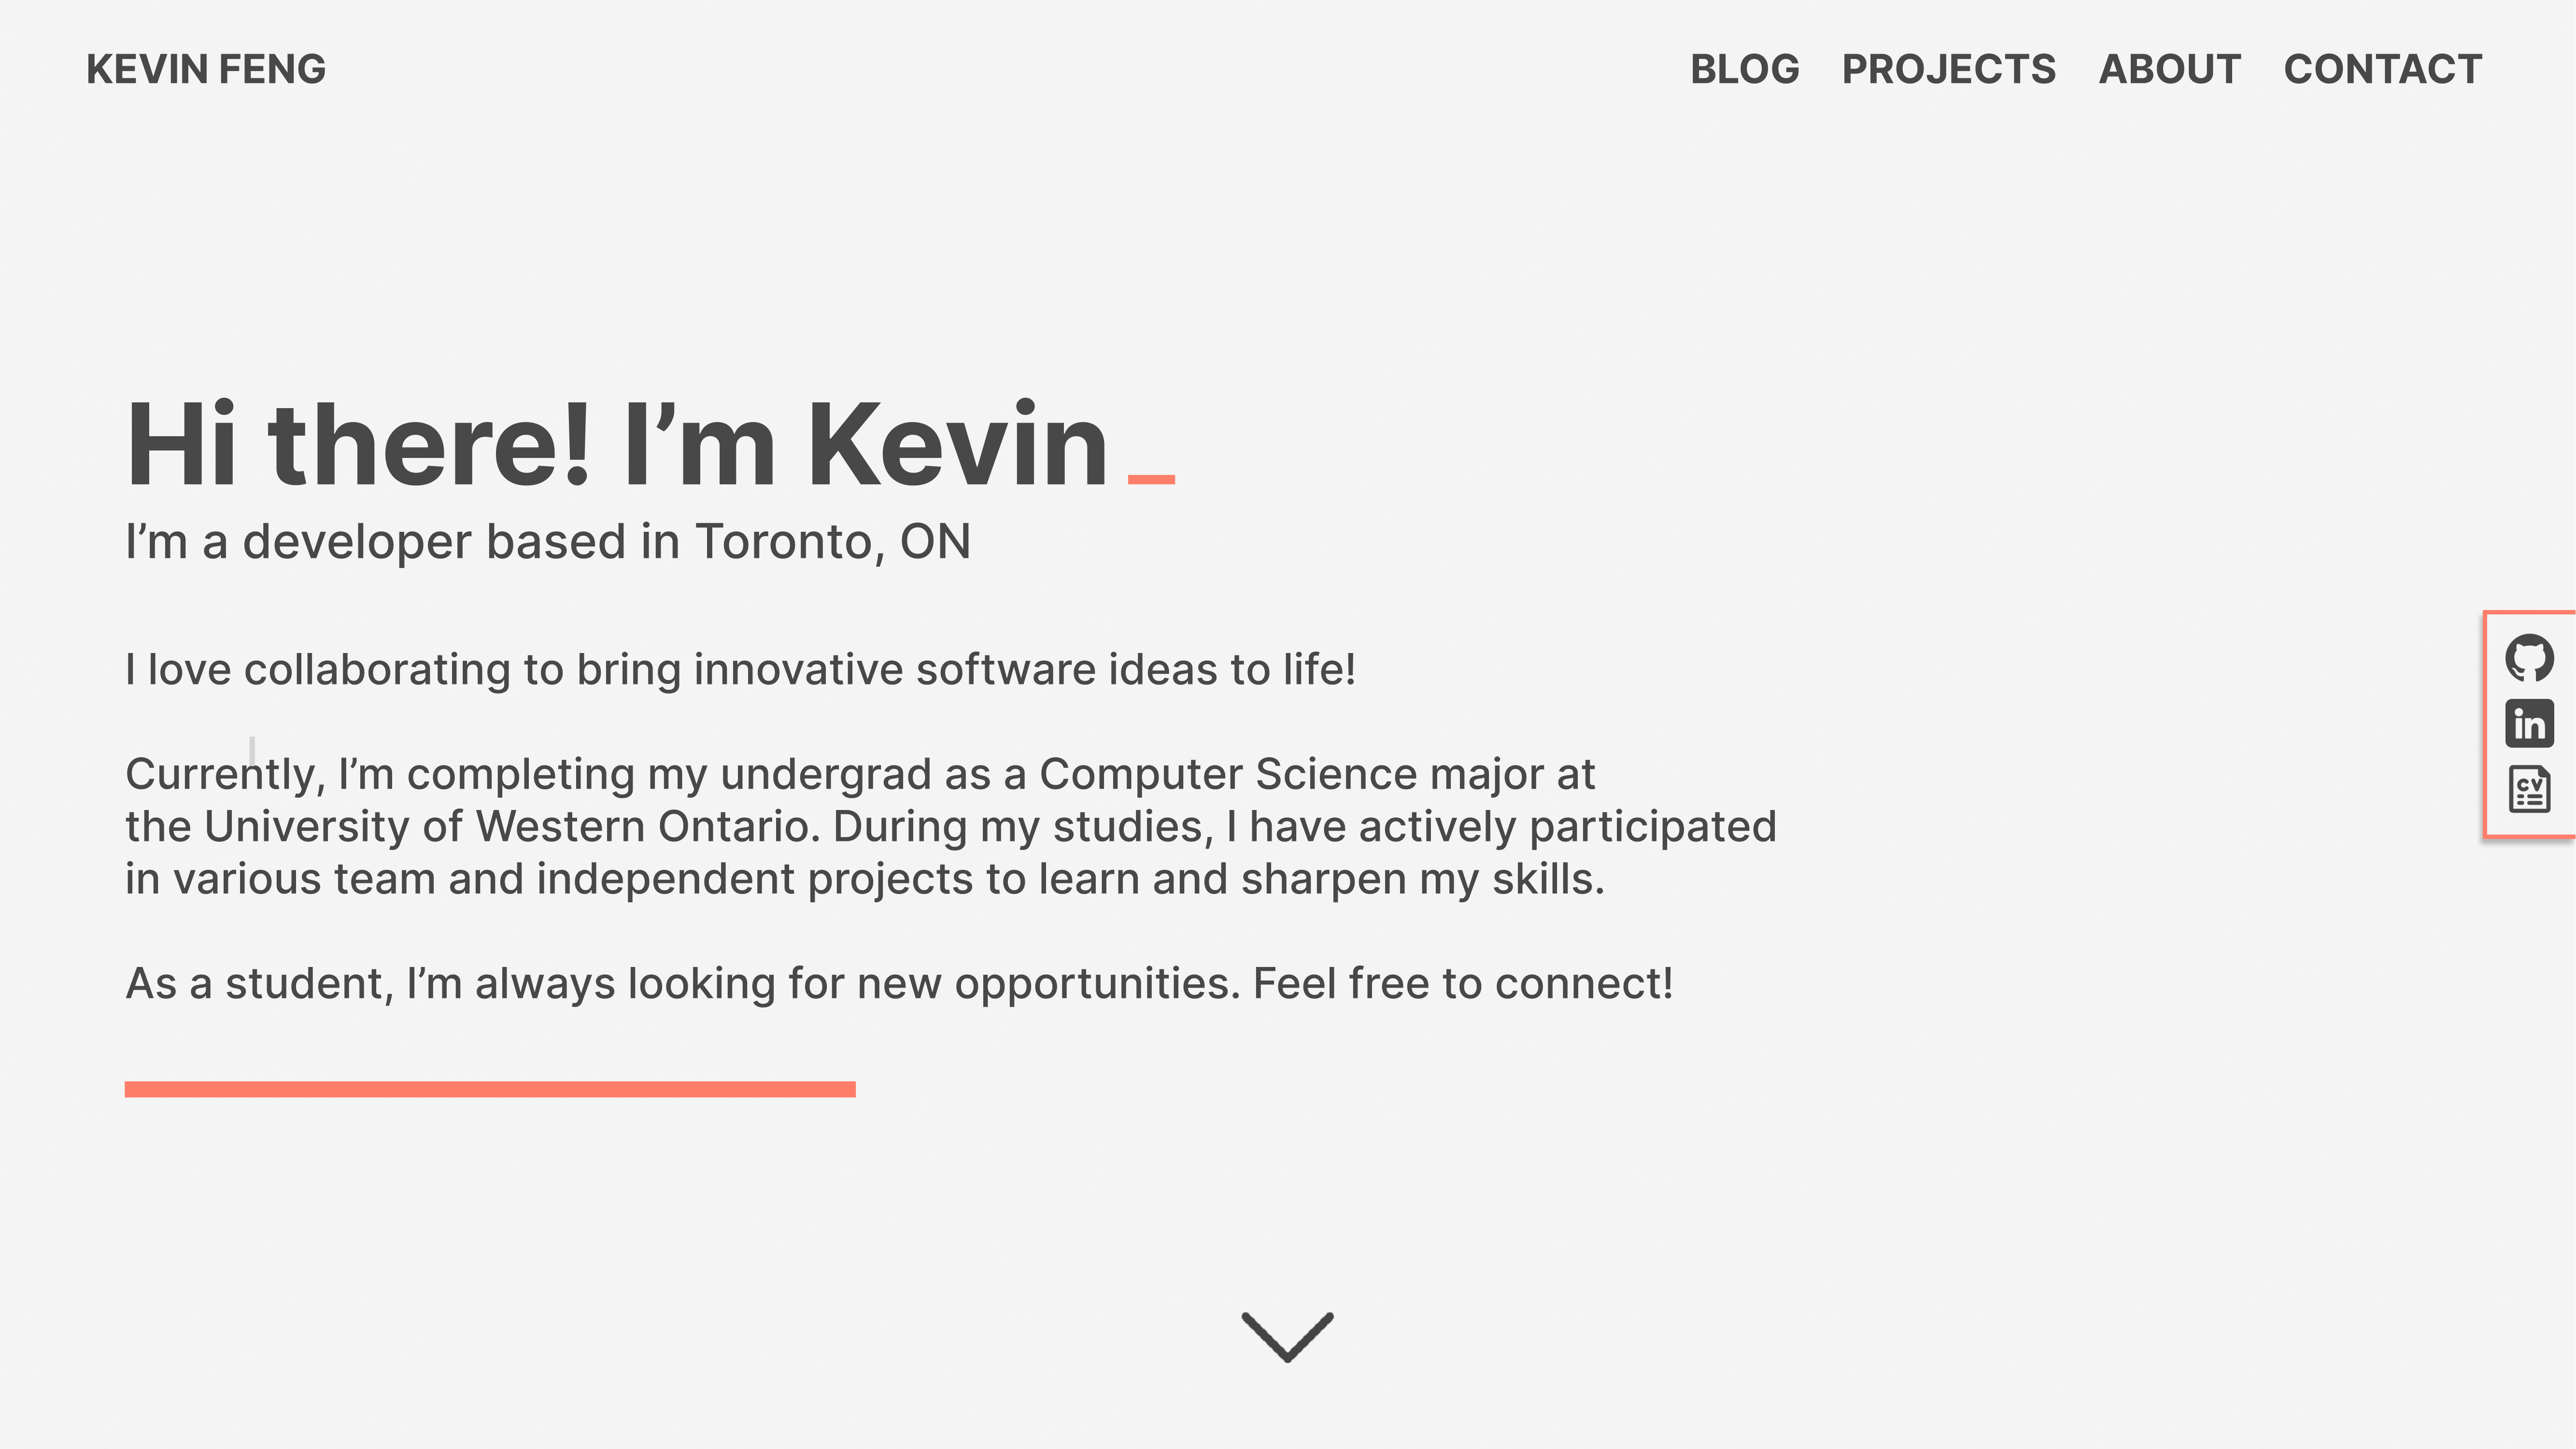 KEVIN FENG
BLOG PROJECTS ABOUT CONTACT
Hi there! I’m Kevin _
I’m a developer based in Toronto, ON
I love collaborating to bring innovative software ideas to life!
Currently, I’m completing my undergrad as a Computer Science major at
the University of Western Ontario. During my studies, I have actively participated
in various team and independent projects to learn and sharpen my skills.
As a student, I’m always looking for new opportunities. Feel free to connect!
in
CV